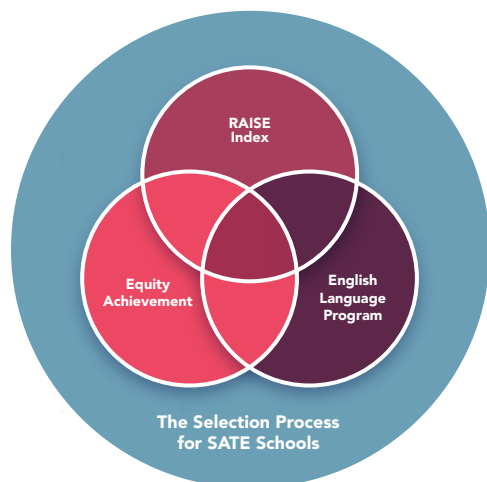 RAISE
Index
Equity
Achievement
English
Language
Program
The Selection Process
for SATE Schools